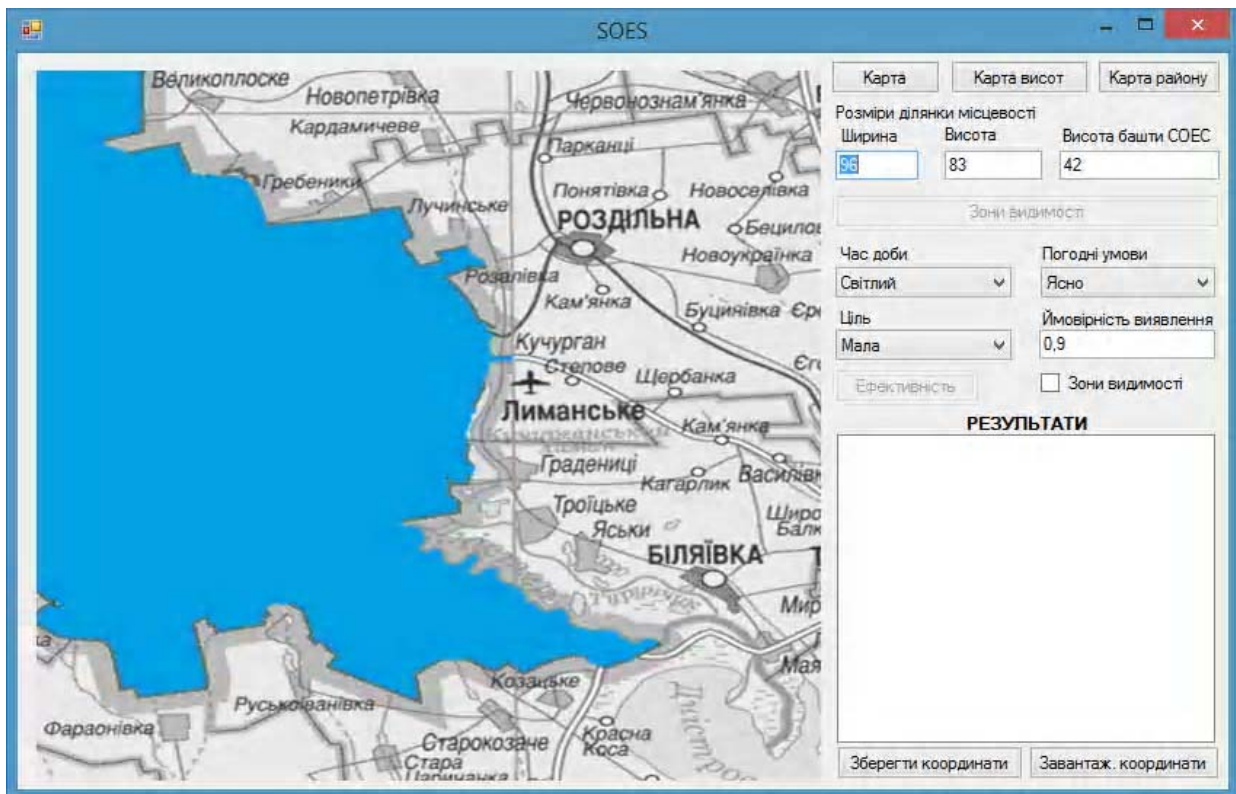 SOES
Великоплоске
Новопетрівка
Кардамичеве
Гребеники
Лучинське
Червонознам'янка
Парканці
Понятівка
Новоселівка
РОЗДІЛЬНА
Новоукраїнка
Розалівка
Кам'янка
Буцинівка
Кучурган
Степове
Щербанка
Лиманське
Кам'янка
Граденицi
Кагарлик
Троїцьке
Яськи
БІЛЯЇВКА
Козацьке
Руськоіванівка
Фараонівка
Старокозаче
Красна
Коса
Стара
Царичанка
Карта
Карта висот
Карта району
Розміри ділянки місцевості
Ширина
Висота
Висота башти СОЕС
96
83
42
Зони видимості
Час доби
Погодні умови
Світлий
Ясно
Ціль
Ймовірність виявлення
Мала
0,9
Ефективність
Зони видимості
РЕЗУЛЬТАТИ
Зберегти координати
Завантаж. координати